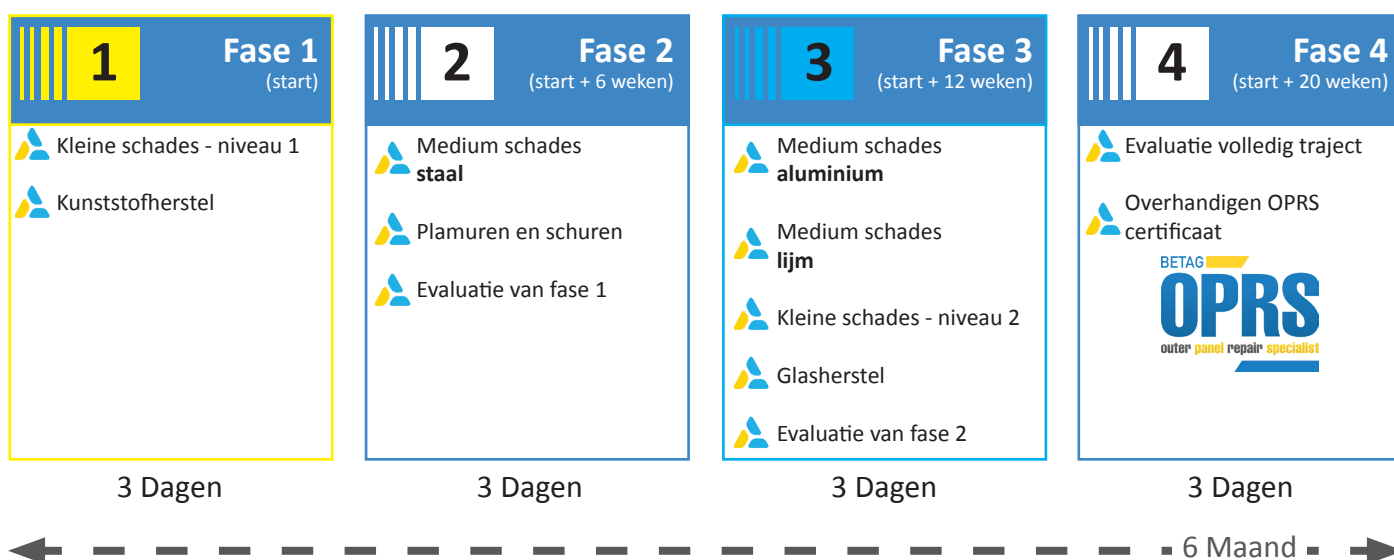 1
Fase 1
(start)
Kleine schades - niveau 1
Kunststofherstel
3 Dagen
2
Fase 2
(start + 6 weken)
Medium schades
staal
Plamuren en schuren
Evaluatie van fase 1
3 Dagen
3
Fase 3
(start + 12 weken)
Medium schades
aluminium
Medium schades
lijm
Kleine schades - niveau 2
Glasherstel
Evaluatie van fase 2
3 Dagen
4
Fase 4
(start + 20 weken)
Evaluatie volledig traject
Overhandigen OPRS
certificaat
BETAG
OPRS
outer panel repair specialist
3 Dagen
6 Maand